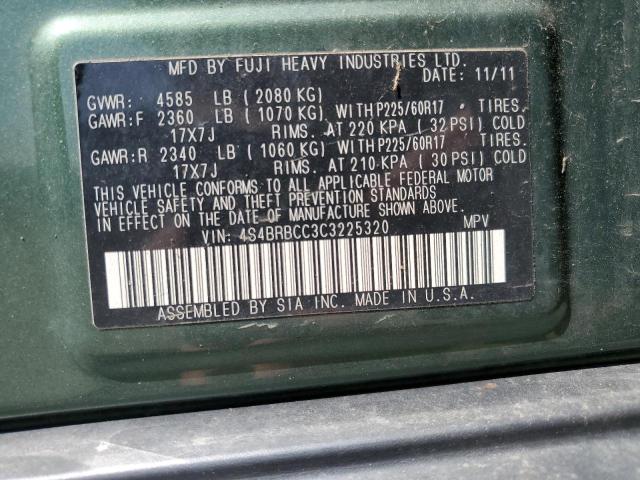 MFD BY FUJI HEAVY INDUSTRIES LTD.
DATE: 11/11
GVWR: 4585 LB ( 2080 KG)
GAWR:F 2360 LB ( 1070 KG) WITH P225/60R17 TIRES.
17X7J RIMS. AT 220 KPA ( 32 PSI) COLD
GAWR:R 2340 LB ( 1060 KG) WITH P225/60R17 TIRES.
17X7J RIMS. AT 210 KPA ( 30 PSI) COLD
THIS VEHICLE CONFORMS TO ALL APPLICABLE FEDERAL MOTOR
VEHICLE SAFETY AND THEFT PREVENTION STANDARDS
IN EFFECT ON THE DATE OF MANUFACTURE SHOWN ABOVE.
VIN: 4S4BRBCC3C3225320 MPV
ASSEMBLED BY SIA INC. MADE IN U.S.A.